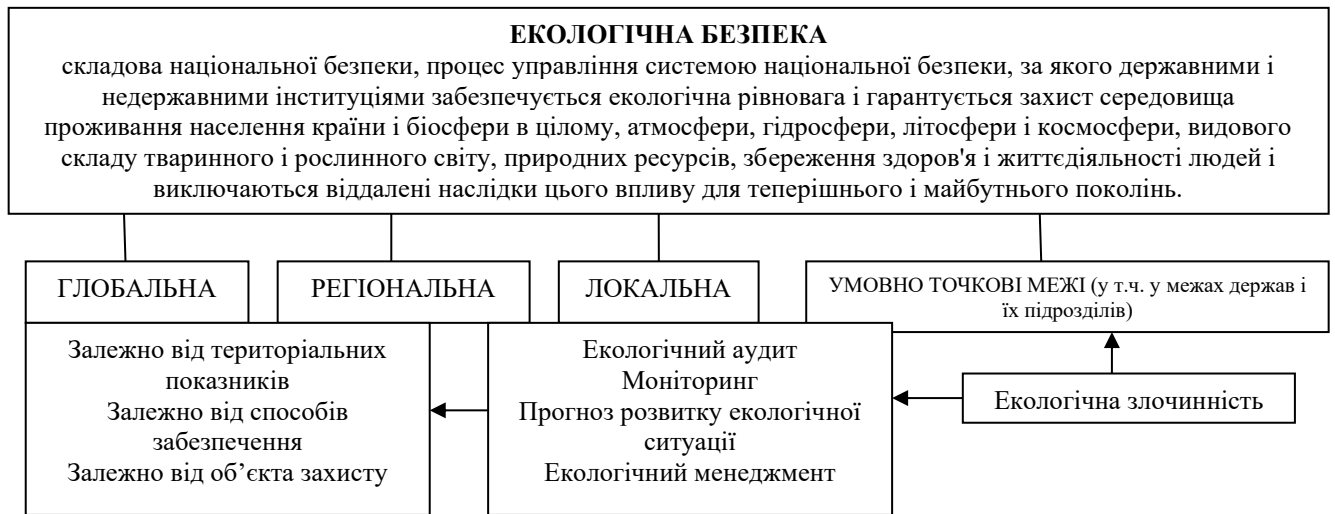 ЕКОЛОГІЧНА БЕЗПЕКА
складова національної безпеки, процес управління системою національної безпеки, за якого державними і
недержавними інституціями забезпечується екологічна рівновага і гарантується захист середовища
проживання населення країни і біосфери в цілому, атмосфери, гідросфери, літосфери і космосфери, видового
складу тваринного і рослинного світу, природних ресурсів, збереження здоров'я і життєдіяльності людей і
виключаються віддалені наслідки цього впливу для теперішнього і майбутнього поколінь.
ГЛОБАЛЬНА
РЕГІОНАЛЬНА
ЛОКАЛЬНА
УМОВНО ТОЧКОВІ МЕЖІ (у т.ч. у межах держав і
їх підрозділів)
Залежно від територіальних
показників
Залежно від способів
забезпечення
Залежно від об’єкта захисту
Екологічний аудит
Моніторинг
Прогноз розвитку екологічної
ситуації
Екологічний менеджмент
Екологічна злочинність